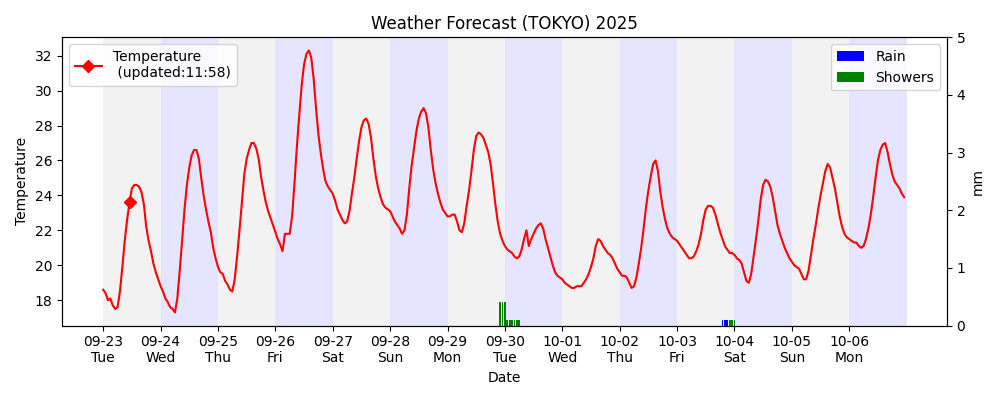 Weather Forecast (TOKYO) 2025
Temperature
(updated:11:58)
Rain
Showers
32
30
28
26
24
22
20
18
Temperature
5
4
3
2
1
0
mm
09-23 09-24 09-25 09-26 09-27 09-28 09-29 09-30 10-01 10-02 10-03 10-04 10-05 10-06
Tue Wed Thu Fri Sat Sun Mon Tue Wed Thu Fri Sat Sun Mon
Date